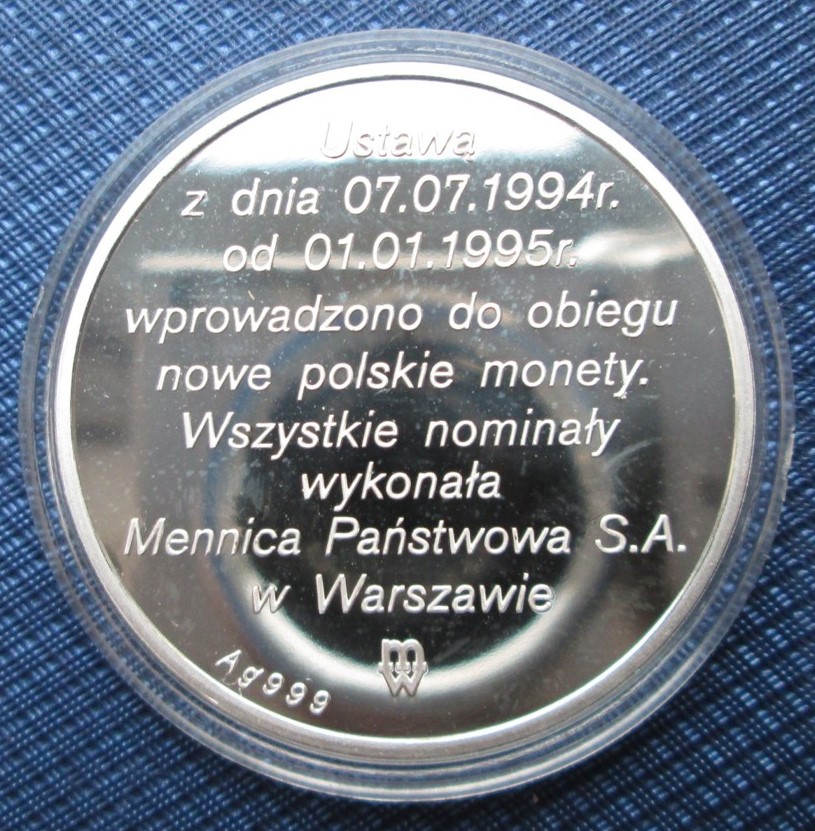 Ustawą
z dnia 07.07.1994r.
od 01.01.1995r.
wprowadzono do obiegu
nowe polskie monety.
Wszystkie nominały
wykonała
Mennica Państwowa S.A.
w Warszawie
Ag999
mw